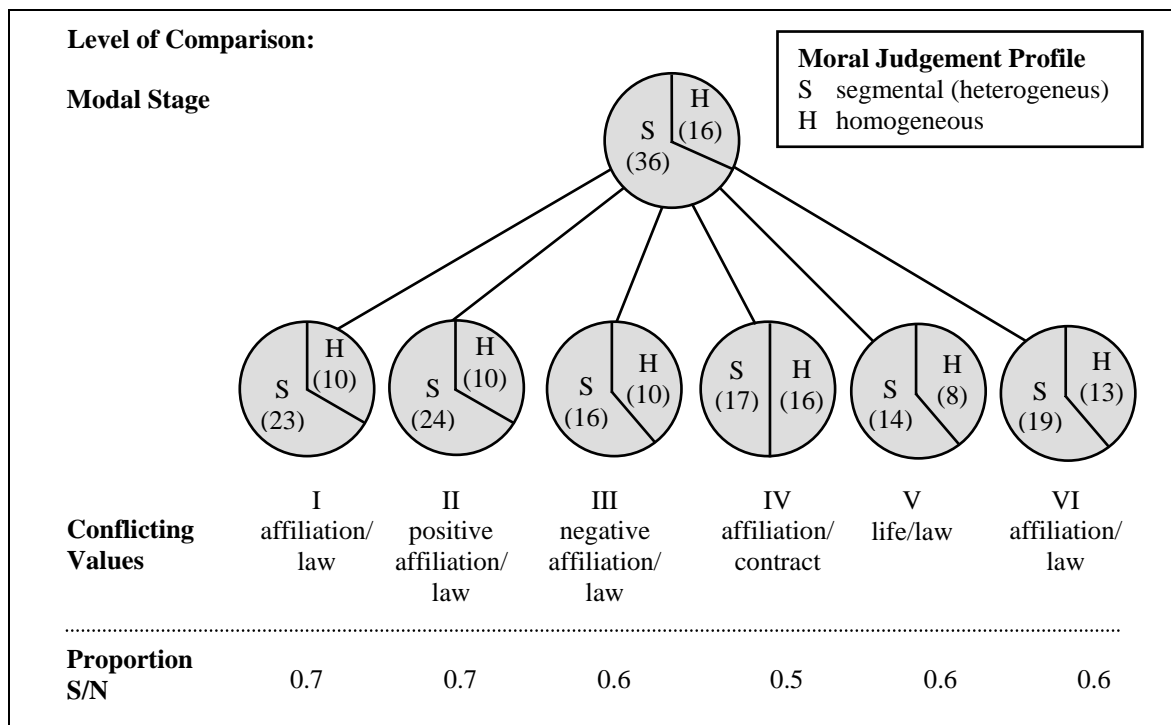 Level of Comparison:
Modal Stage
Moral Judgement Profile
S segmental (heterogeneus)
H homogeneous
H
(16)
S
(36)
H
(10)
S
(23)
H
(10)
S
(24)
H
(10)
S
(16)
S
(17)
H
(16)
H
(8)
S
(14)
H
(13)
S
(19)
Conflicting
Values
I
affiliation/
law
II
positive
affiliation/
law
III
negative
affiliation/
law
IV
affiliation/
contract
V
life/law
VI
affiliation/
law
Proportion
S/N
0.7 0.7 0.6 0.5 0.6 0.6